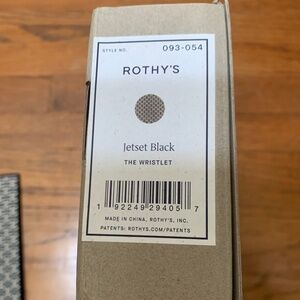 STYLE NO. 093-054
ROTHY'S
Jetset Black
THE WRISTLET
1 92249 29405 7
MADE IN CHINA, ROTHY'S, INC.
PATENTS: ROTHYS.COM/PATENTS